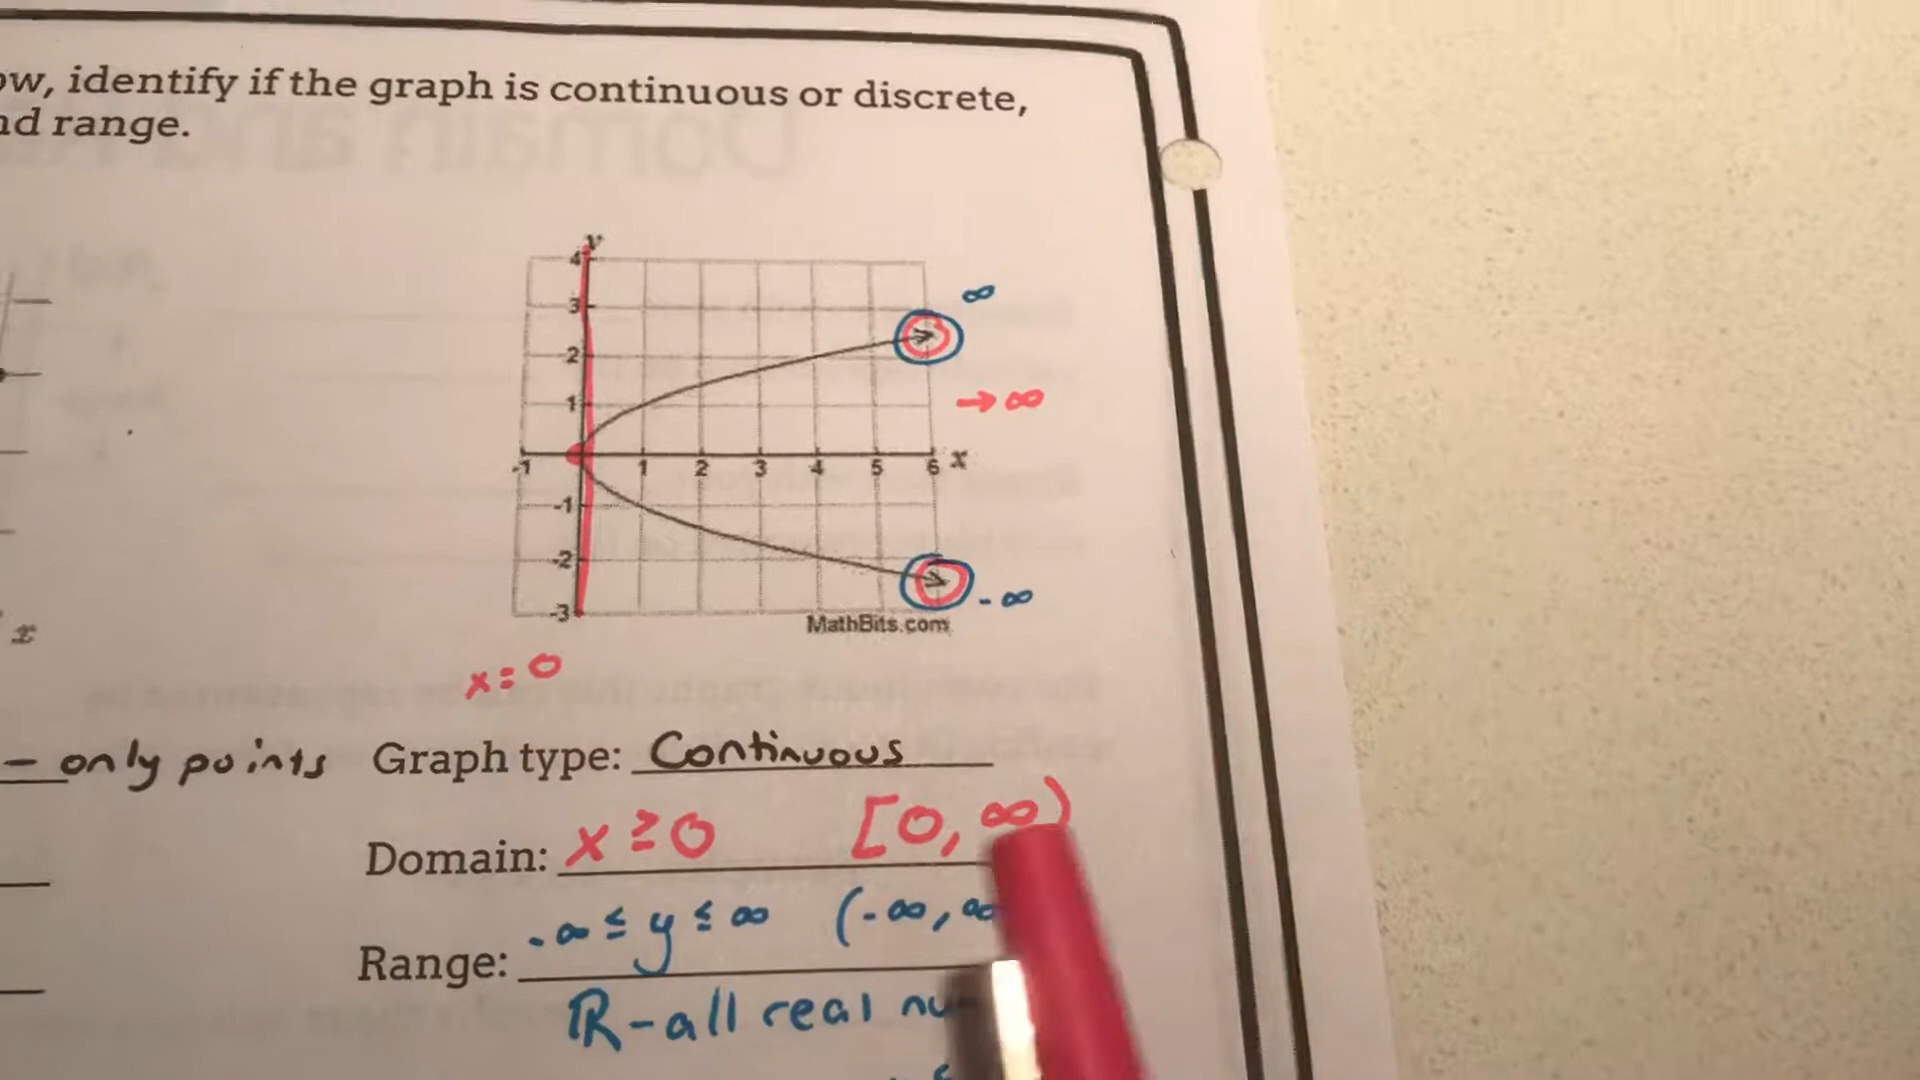 identify if the graph is continuous or discrete,
range.
y
4
∞
3
2
→ ∞
1
-1 1 2 3 4 5 6 x
-1
-2
-3
- ∞
MathBits.com
x
x = 0
- only points Graph type: Continuous
Domain: x ≥ 0 [0, ∞)
Range: -∞ ≤ y ≤ ∞ (-∞, ∞
ℝ - all real